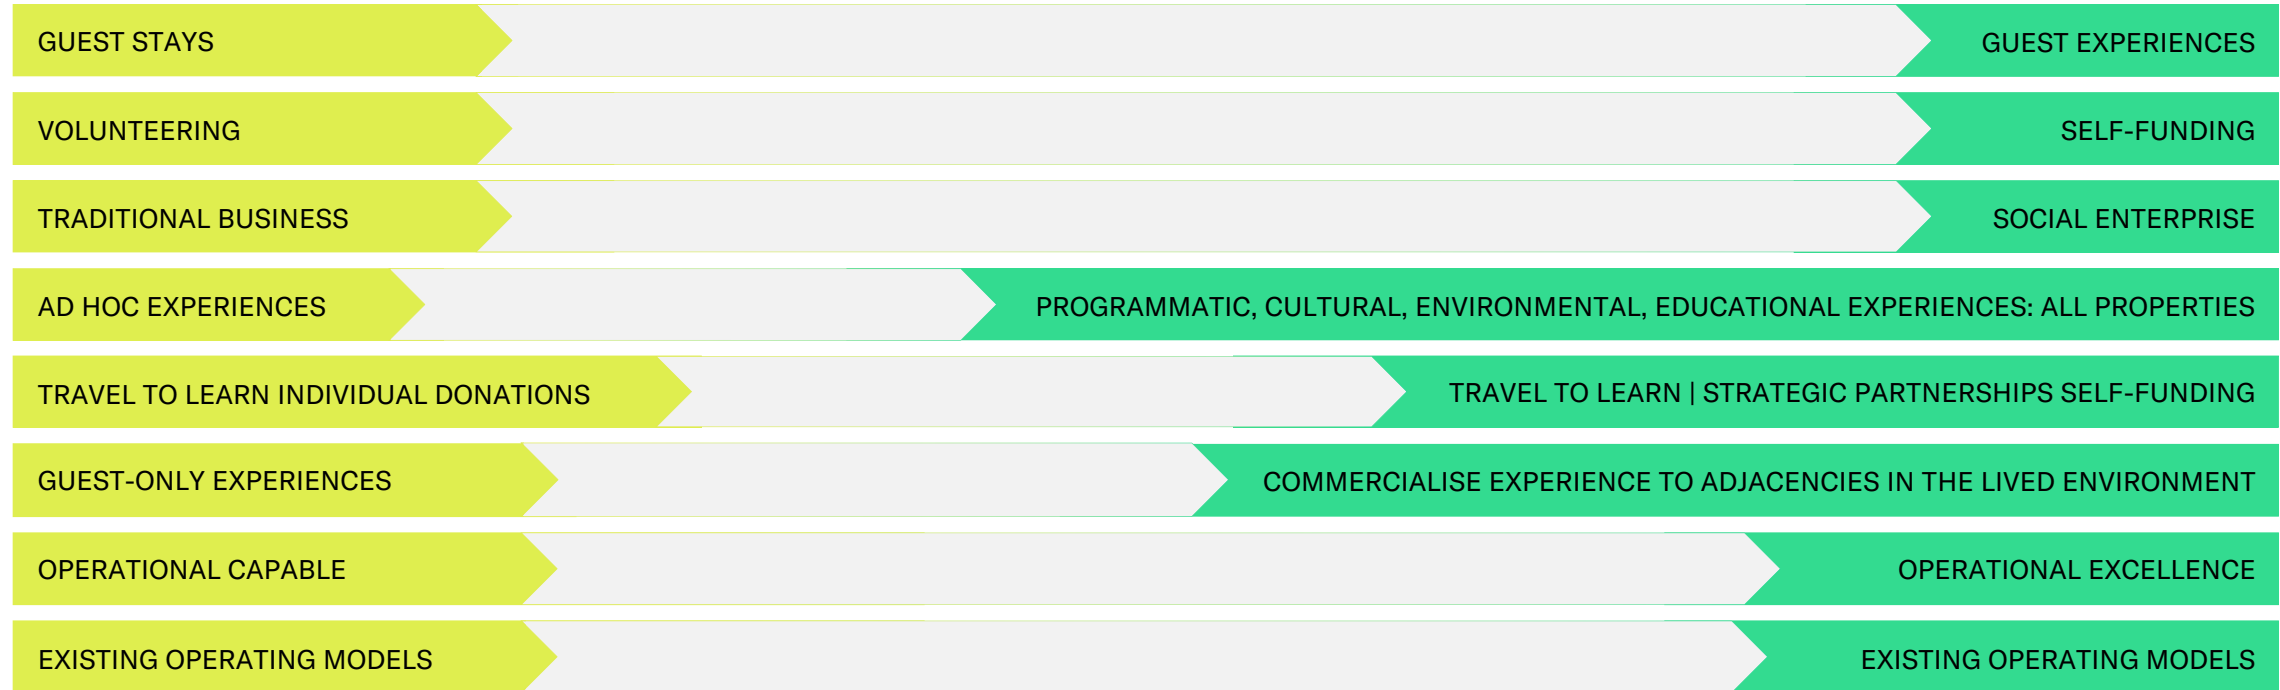 GUEST STAYS
GUEST EXPERIENCES
VOLUNTEERING
SELF-FUNDING
TRADITIONAL BUSINESS
SOCIAL ENTERPRISE
AD HOC EXPERIENCES
PROGRAMMATIC, CULTURAL, ENVIRONMENTAL, EDUCATIONAL EXPERIENCES: ALL PROPERTIES
TRAVEL TO LEARN INDIVIDUAL DONATIONS
TRAVEL TO LEARN | STRATEGIC PARTNERSHIPS SELF-FUNDING
GUEST-ONLY EXPERIENCES
COMMERCIALISE EXPERIENCE TO ADJACENCIES IN THE LIVED ENVIRONMENT
OPERATIONAL CAPABLE
OPERATIONAL EXCELLENCE
EXISTING OPERATING MODELS
EXISTING OPERATING MODELS